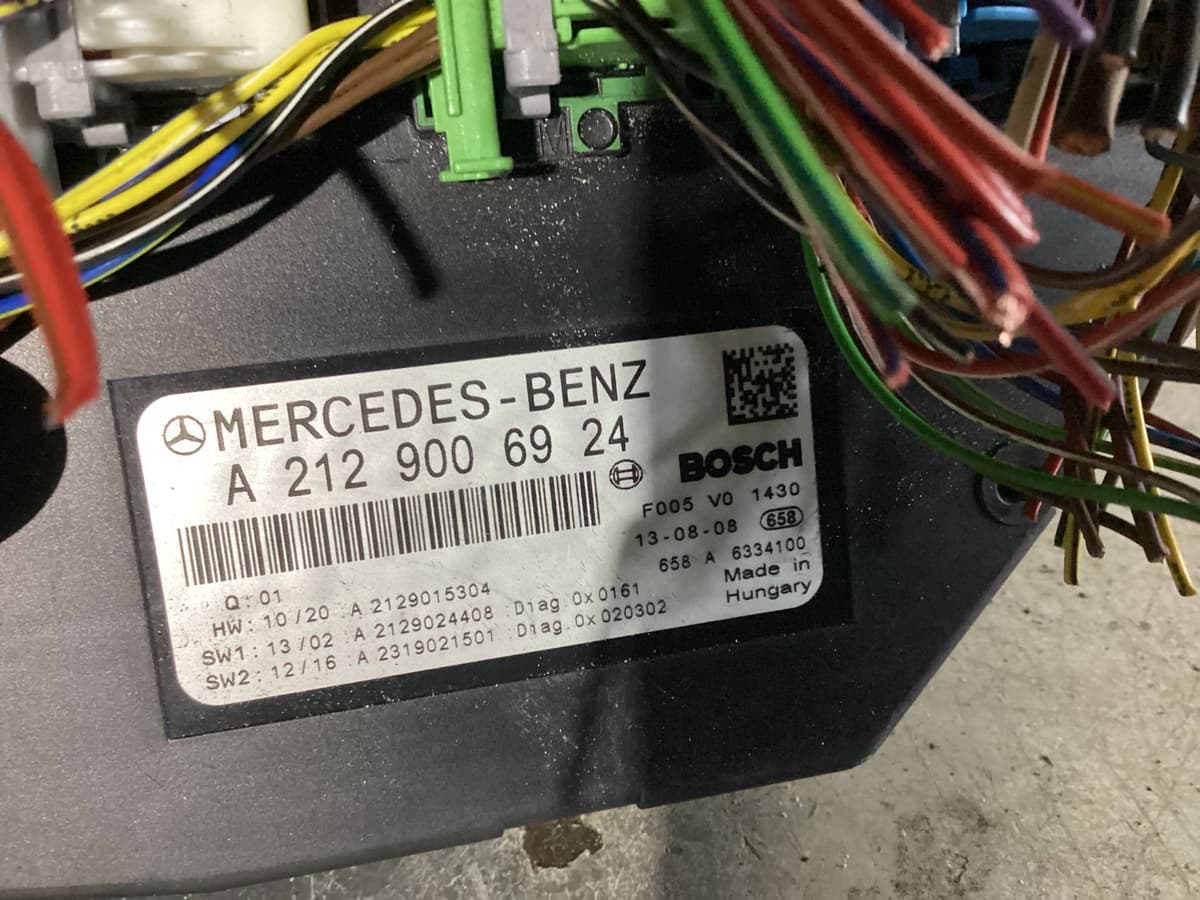 M
MERCEDES-BENZ
A 212 900 69 24
BOSCH
F005 V0 1430
13-08-08 658
658 A 6334100
Made in
Hungary
Q: 01
HW: 10/20 A 2129015304
SW1: 13/02 A 2129024408 Diag 0x0161
SW2: 12/16 A 2319021501 Diag 0x020302